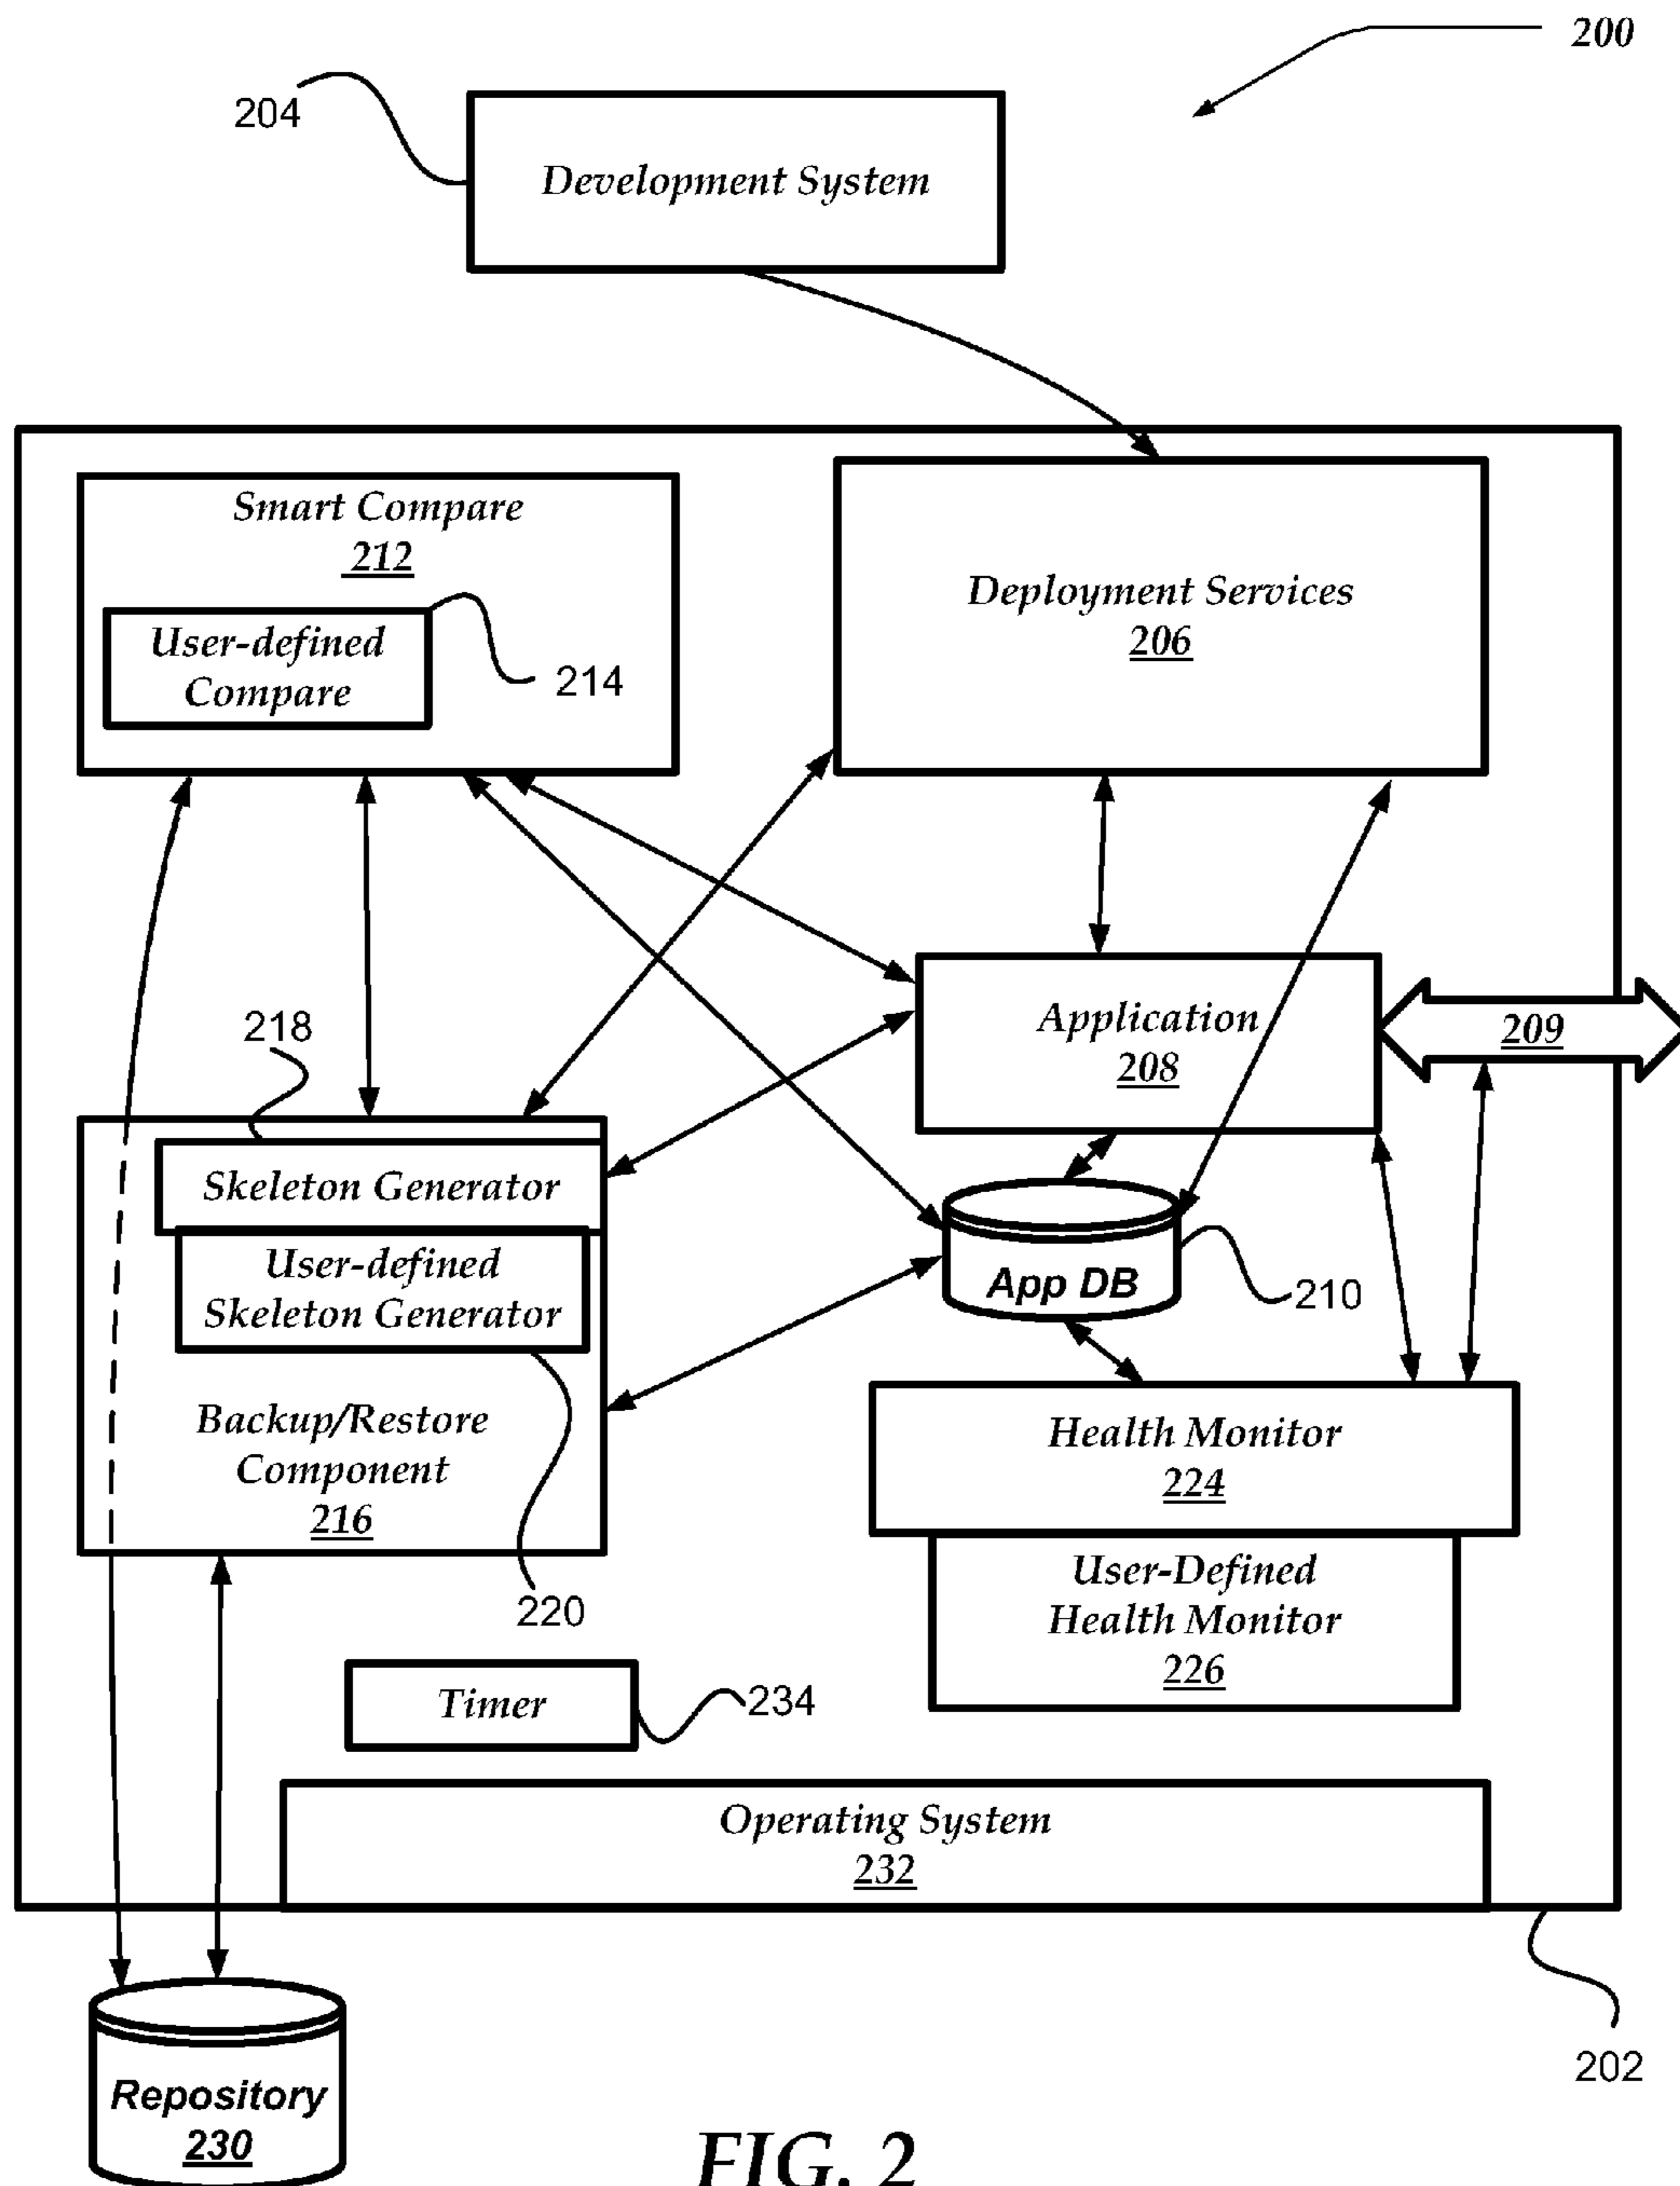 200
204
Development System
Smart Compare
212
User-defined
Compare
214
Deployment Services
206
Application
208
209
218
Skeleton Generator
User-defined
Skeleton Generator
App DB
210
Backup/Restore
Component
216
220
Health Monitor
224
User-Defined
Health Monitor
226
Timer
234
Operating System
232
202
Repository
230
FIG. 2